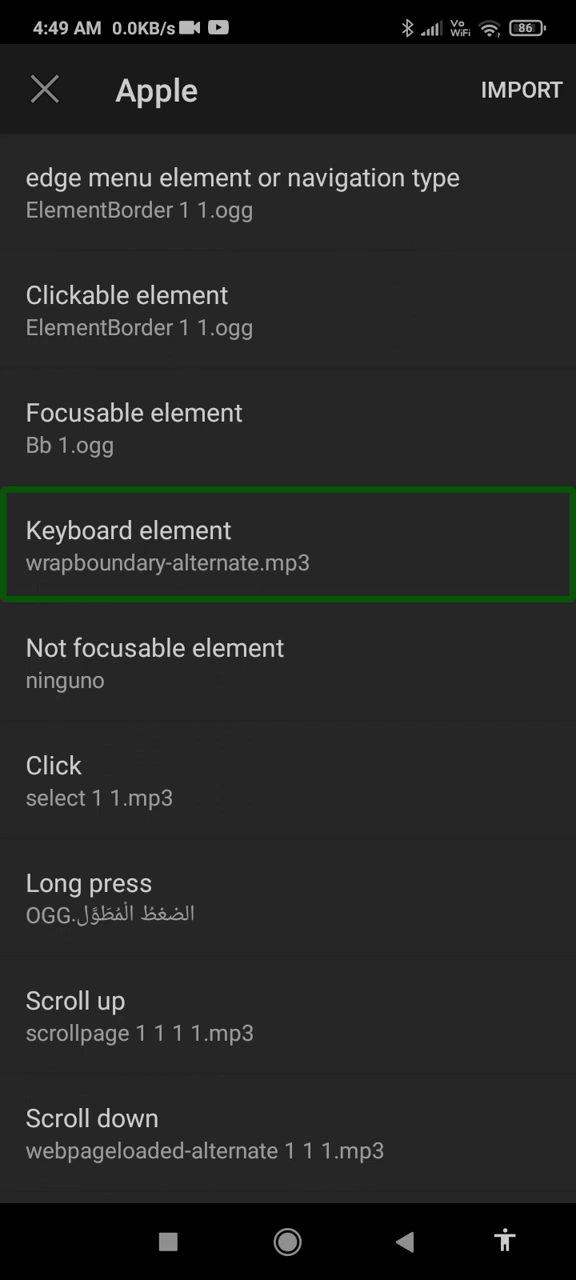 4:49 AM 0.0KB/s Vo WiFi 86
Apple IMPORT
edge menu element or navigation type
ElementBorder 1 1.ogg
Clickable element
ElementBorder 1 1.ogg
Focusable element
Bb 1.ogg
Keyboard element
wrapboundary-alternate.mp3
Not focusable element
ninguno
Click
select 1 1.mp3
Long press
الضغطُ الْمُطَوَّل.OGG
Scroll up
scrollpage 1 1 1 1.mp3
Scroll down
webpageloaded-alternate 1 1 1.mp3